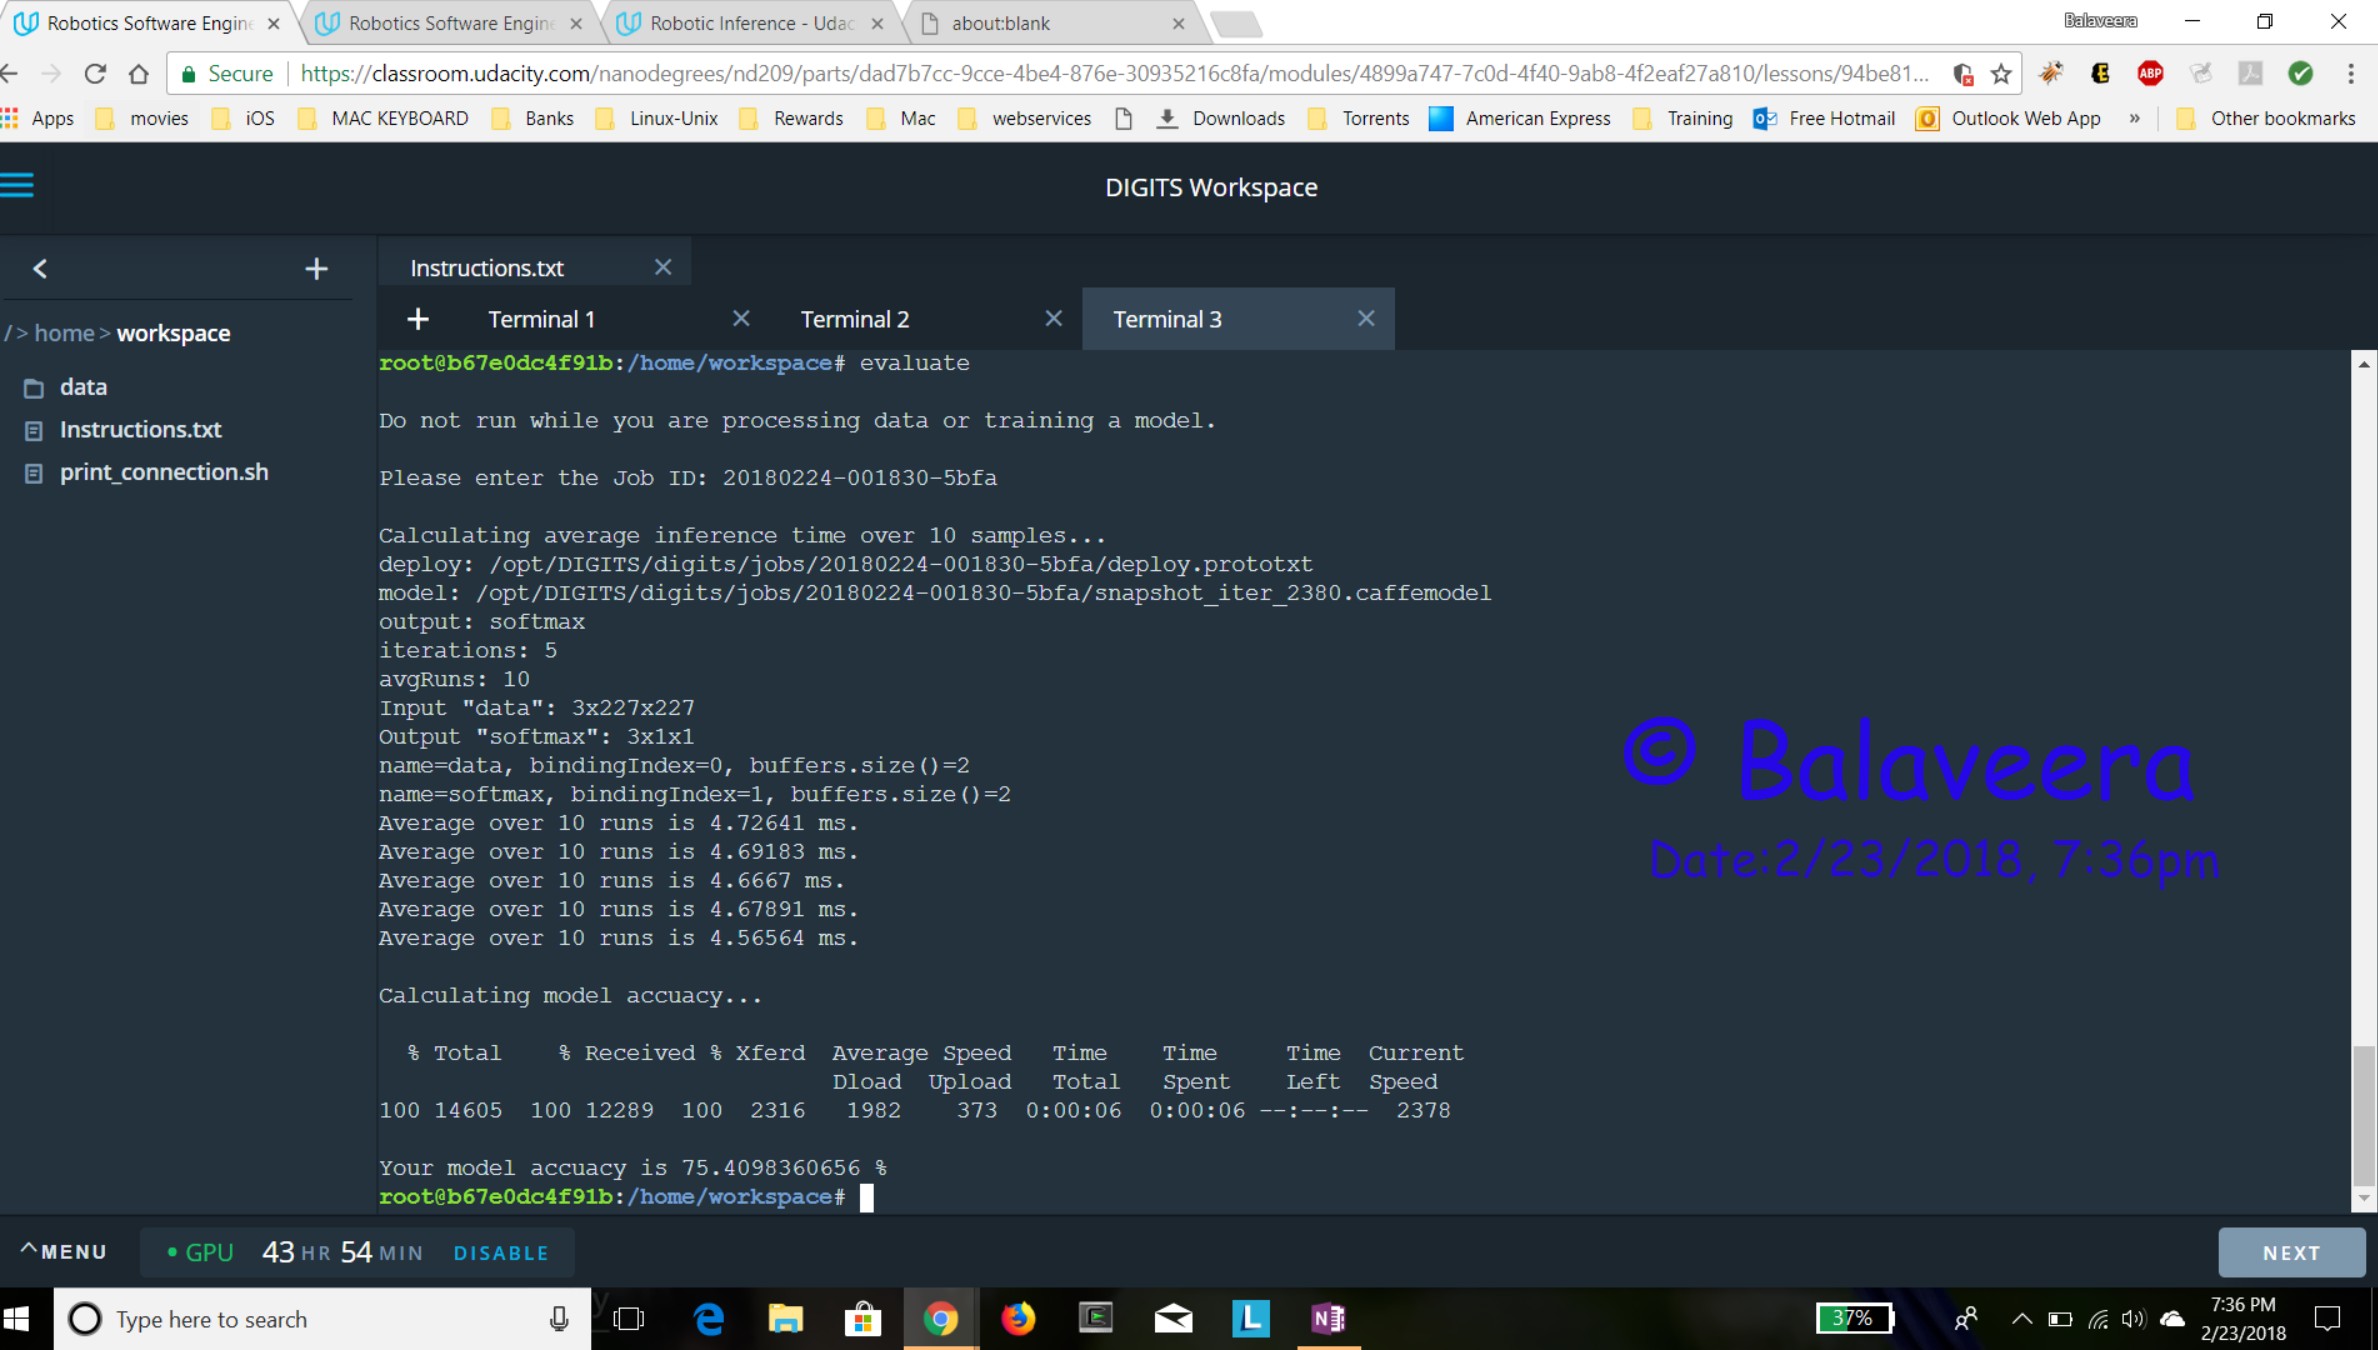 Robotics Software Engine
Robotics Software Engine
Robotic Inference - Udac
about:blank
Balaveera
Secure
https://classroom.udacity.com/nanodegrees/nd209/parts/dad7b7cc-9cce-4be4-876e-30935216c8fa/modules/4899a747-7c0d-4f40-9ab8-4f2eaf27a810/lessons/94be81...
ABP
Apps movies iOS MAC KEYBOARD Banks Linux-Unix Rewards Mac webservices Downloads Torrents American Express Training Free Hotmail Outlook Web App » Other bookmarks
DIGITS Workspace
Instructions.txt
Terminal 1 Terminal 2 Terminal 3
/ > home > workspace
data
Instructions.txt
print_connection.sh
root@b67e0dc4f91b:/home/workspace# evaluate
Do not run while you are processing data or training a model.
Please enter the Job ID: 20180224-001830-5bfa
Calculating average inference time over 10 samples...
deploy: /opt/DIGITS/digits/jobs/20180224-001830-5bfa/deploy.prototxt
model: /opt/DIGITS/digits/jobs/20180224-001830-5bfa/snapshot_iter_2380.caffemodel
output: softmax
iterations: 5
avgRuns: 10
Input "data": 3x227x227
Output "softmax": 3x1x1
name=data, bindingIndex=0, buffers.size()=2
name=softmax, bindingIndex=1, buffers.size()=2
Average over 10 runs is 4.72641 ms.
Average over 10 runs is 4.69183 ms.
Average over 10 runs is 4.6667 ms.
Average over 10 runs is 4.67891 ms.
Average over 10 runs is 4.56564 ms.
Calculating model accuacy...
% Total % Received % Xferd Average Speed Time Time Time Current
Dload Upload Total Spent Left Speed
100 14605 100 12289 100 2316 1982 373 0:00:06 0:00:06 --:--:-- 2378
Your model accuacy is 75.4098360656 %
root@b67e0dc4f91b:/home/workspace#
© Balaveera
Date:2/23/2018, 7:36pm
^MENU
GPU 43 HR 54 MIN DISABLE
NEXT
Type here to search
37%
7:36 PM
2/23/2018